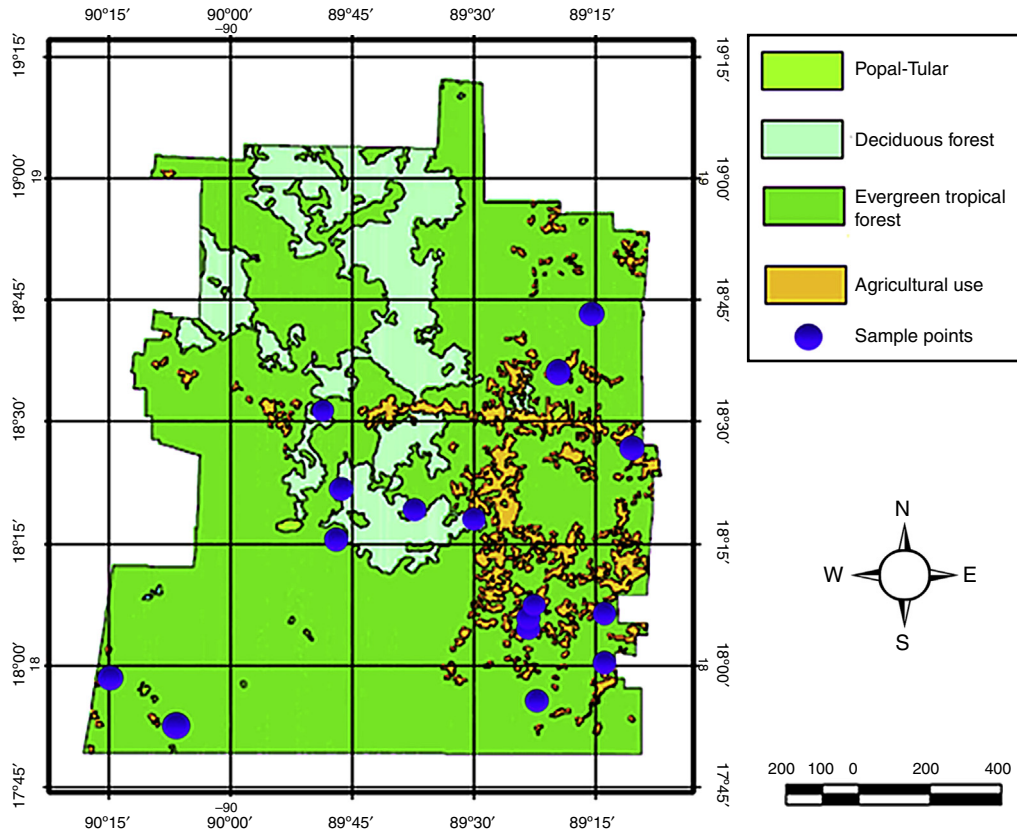 90°15′ 90°00′ 89°45′ 89°30′ 89°15′
–90
19°15′ 19°15′
19°0,0′ 19 19 19°00′
18°45′ 18°45′
18°30′ 18°30′
18°15′ 18°15′
18°00′ 18 18 18°00′
17°45′ 17°45′
–90
90°15′ 90°00′ 89°45′ 89°30′ 89°15′
Popal-Tular
Deciduous forest
Evergreen tropical
forest
Agricultural use
Sample points
N
W E
S
200 100 0 200 400